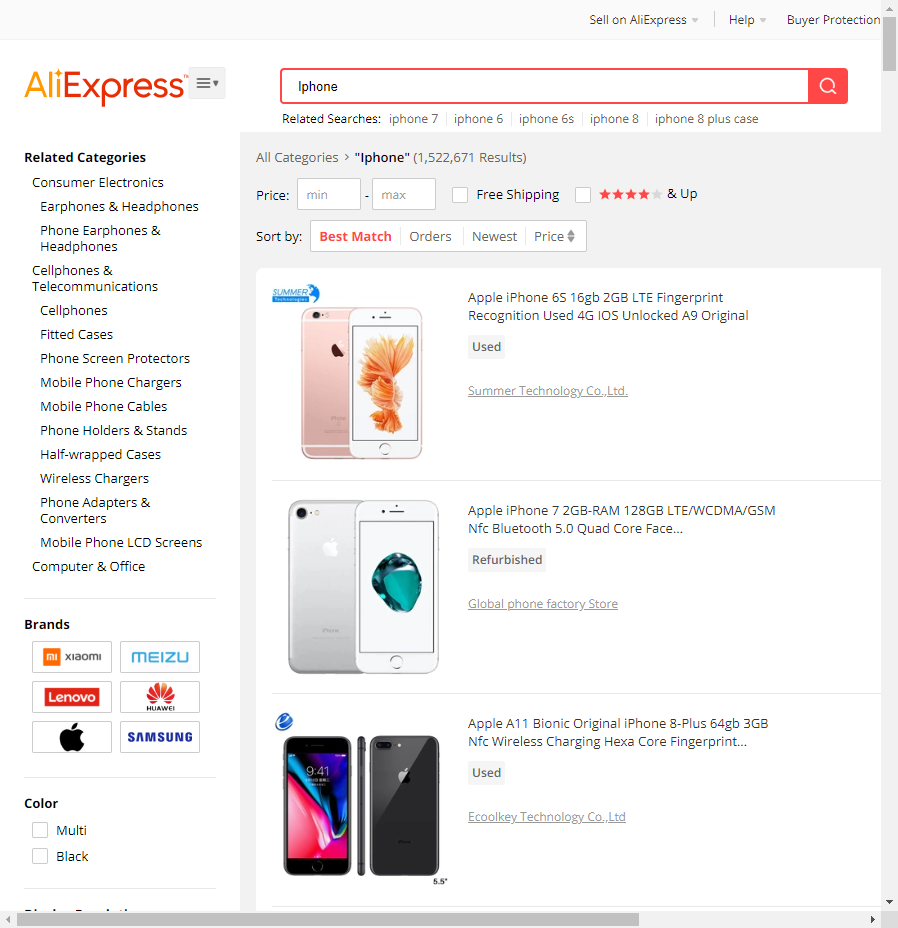 Sell on AliExpress
Help
Buyer Protection
AliExpress™
Iphone
Related Searches: iphone 7 iphone 6 iphone 6s iphone 8 iphone 8 plus case
Related Categories
Consumer Electronics
Earphones & Headphones
Phone Earphones &
Headphones
Cellphones &
Telecommunications
Cellphones
Fitted Cases
Phone Screen Protectors
Mobile Phone Chargers
Mobile Phone Cables
Phone Holders & Stands
Half-wrapped Cases
Wireless Chargers
Phone Adapters &
Converters
Mobile Phone LCD Screens
Computer & Office
Brands
mi xiaomi
MEIZU
Lenovo
HUAWEI
SAMSUNG
Color
Multi
Black
All Categories > "Iphone" (1,522,671 Results)
Price: min - max Free Shipping & Up
Sort by: Best Match Orders Newest Price
SUMMER
Technologies
Apple iPhone 6S 16gb 2GB LTE Fingerprint
Recognition Used 4G IOS Unlocked A9 Original
Used
Summer Technology Co.,Ltd.
iPhone
Apple iPhone 7 2GB-RAM 128GB LTE/WCDMA/GSM
Nfc Bluetooth 5.0 Quad Core Face...
Refurbished
Global phone factory Store
9:41
5.5"
Apple A11 Bionic Original iPhone 8-Plus 64gb 3GB
Nfc Wireless Charging Hexa Core Fingerprint...
Used
Ecoolkey Technology Co.,Ltd